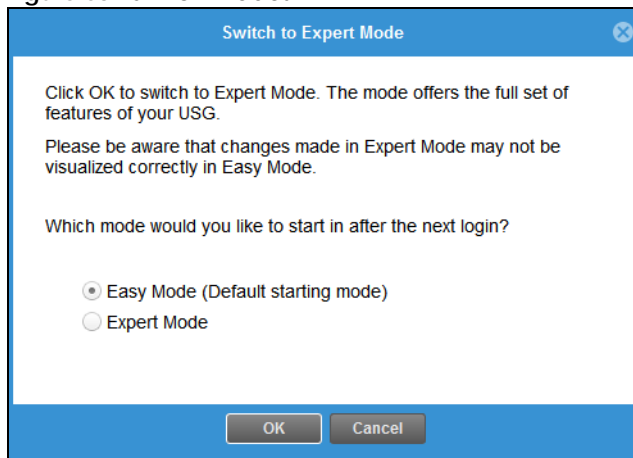 Switch to Expert Mode
Click OK to switch to Expert Mode. The mode offers the full set of
features of your USG.
Please be aware that changes made in Expert Mode may not be
visualized correctly in Easy Mode.
Which mode would you like to start in after the next login?
Easy Mode (Default starting mode)
Expert Mode
OK Cancel